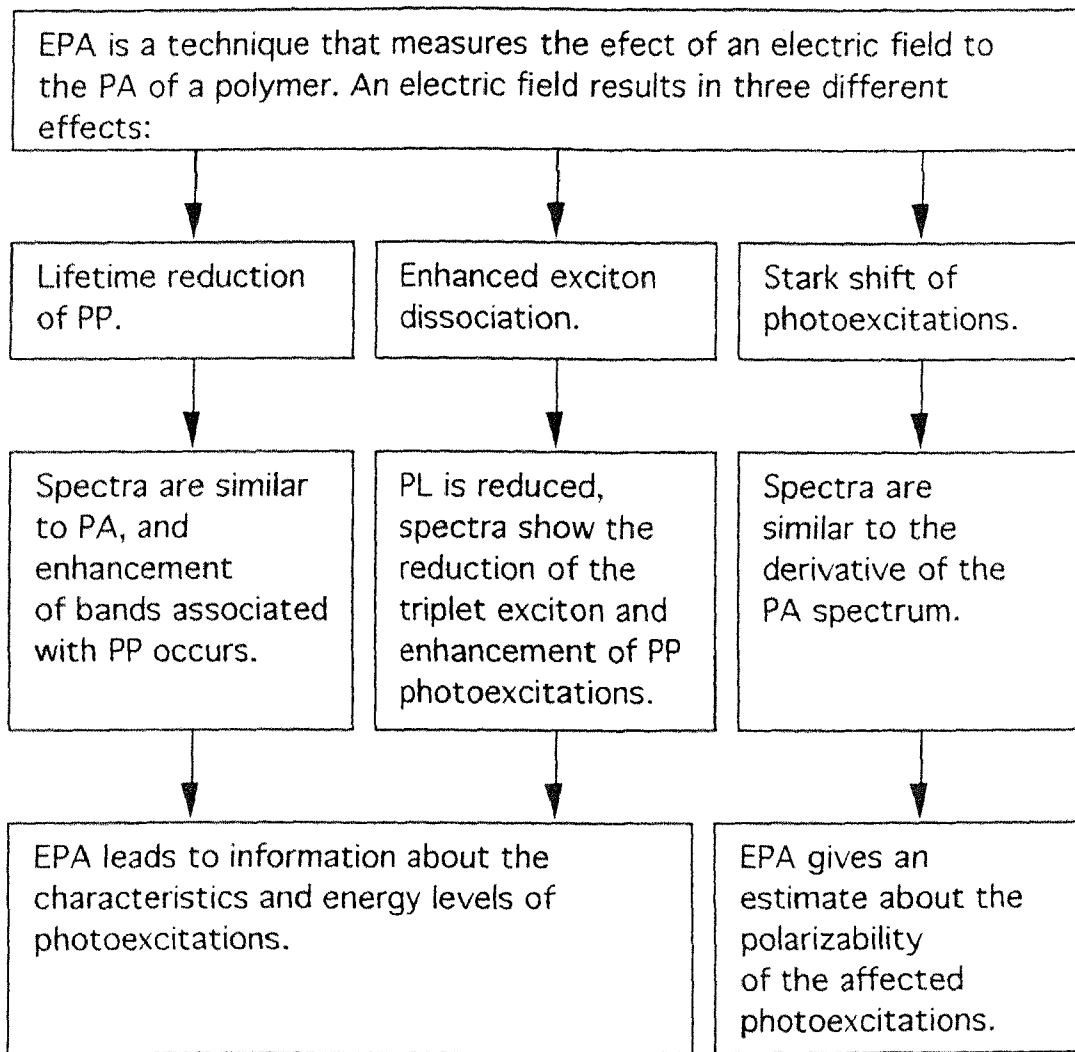 EPA is a technique that measures the efect of an electric field to
the PA of a polymer. An electric field results in three different
effects:
Lifetime reduction
of PP.
Enhanced exciton
dissociation.
Stark shift of
photoexcitations.
Spectra are similar
to PA, and
enhancement
of bands associated
with PP occurs.
PL is reduced,
spectra show the
reduction of the
triplet exciton and
enhancement of PP
photoexcitations.
Spectra are
similar to the
derivative of the
PA spectrum.
EPA leads to information about the
characteristics and energy levels of
photoexcitations.
EPA gives an
estimate about the
polarizability
of the affected
photoexcitations.